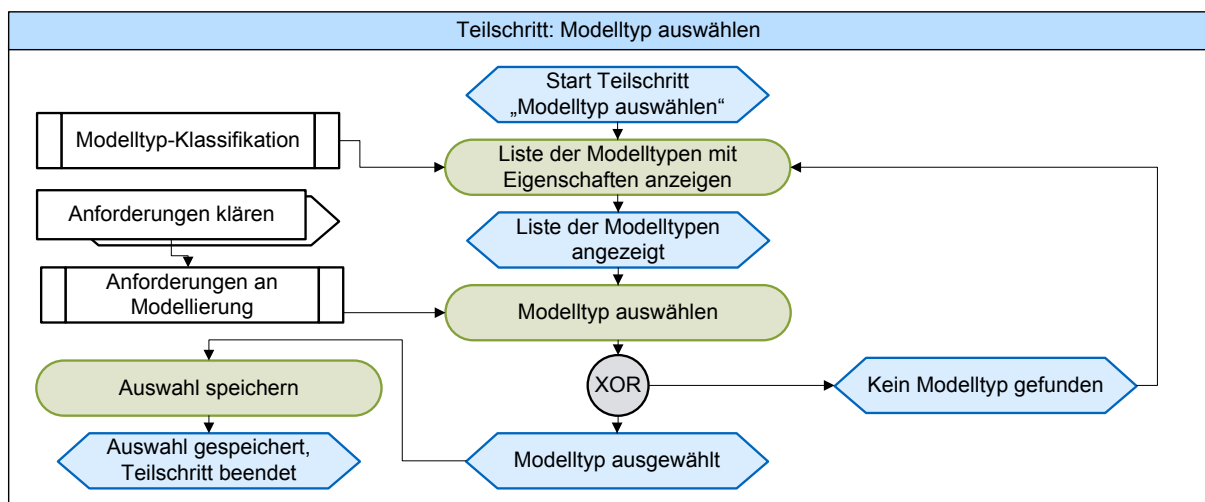 Teilschritt: Modelltyp auswählen
Start Teilschritt
„Modelltyp auswählen“
Modelltyp-Klassifikation
Liste der Modelltypen mit
Eigenschaften anzeigen
Anforderungen klären
Liste der Modelltypen
angezeigt
Anforderungen an
Modellierung
Modelltyp auswählen
XOR
Kein Modelltyp gefunden
Auswahl speichern
Modelltyp ausgewählt
Auswahl gespeichert,
Teilschritt beendet